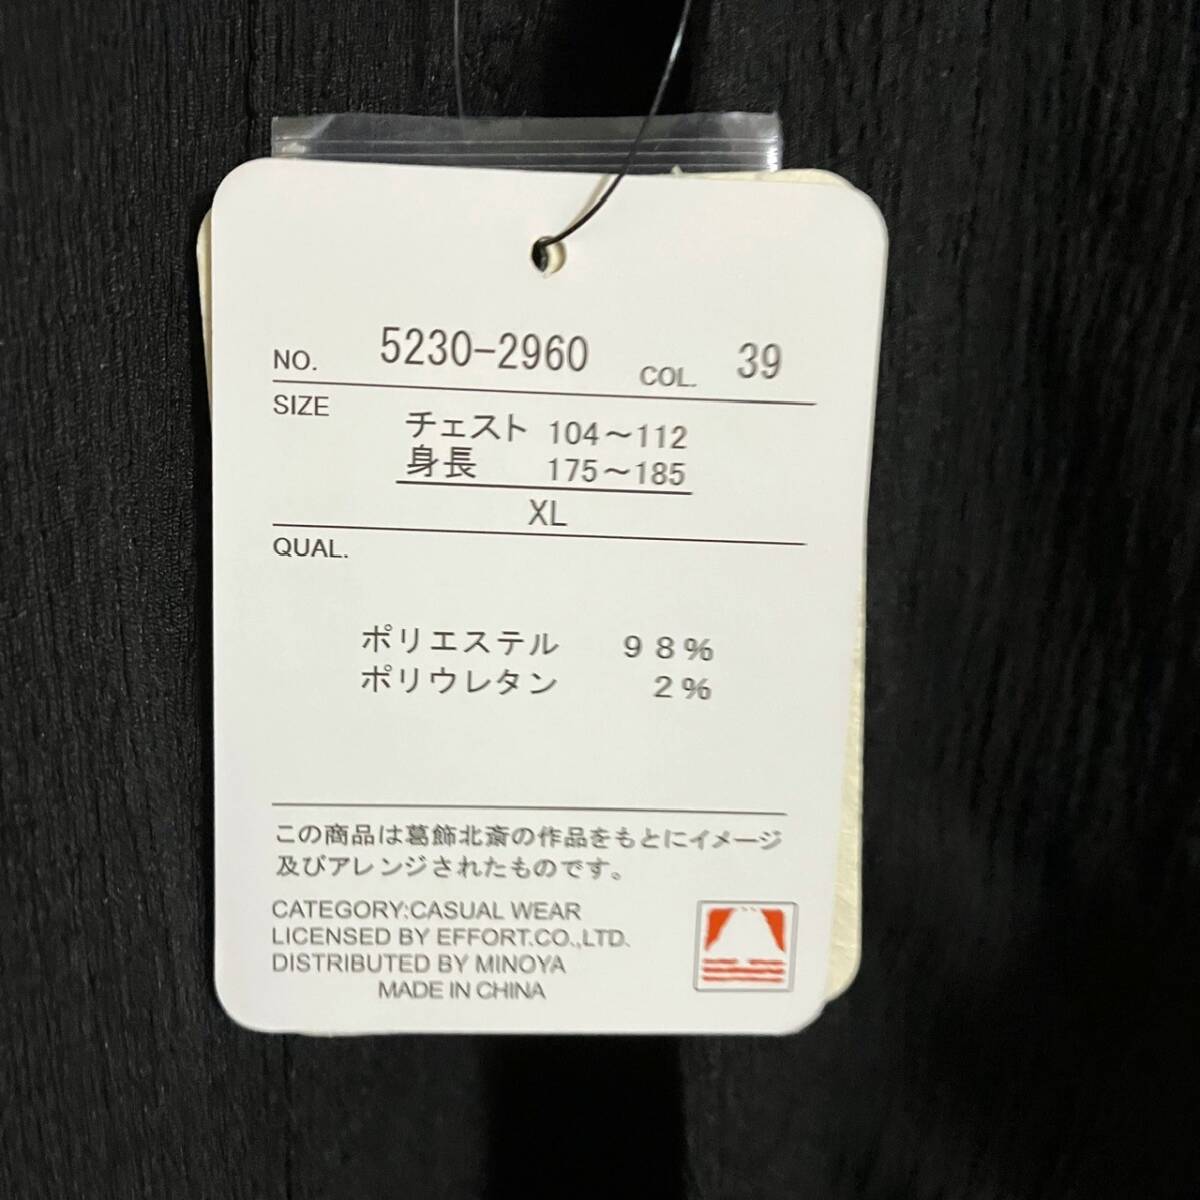 NO. 5230-2960 COL. 39
SIZE
チェスト 104～112
身長 175～185
XL
QUAL.
ポリエステル 98%
ポリウレタン 2%
この商品は葛飾北斎の作品をもとにイメージ
及びアレンジされたものです。
CATEGORY:CASUAL WEAR
LICENSED BY EFFORT.CO.,LTD.
DISTRIBUTED BY MINOYA
MADE IN CHINA